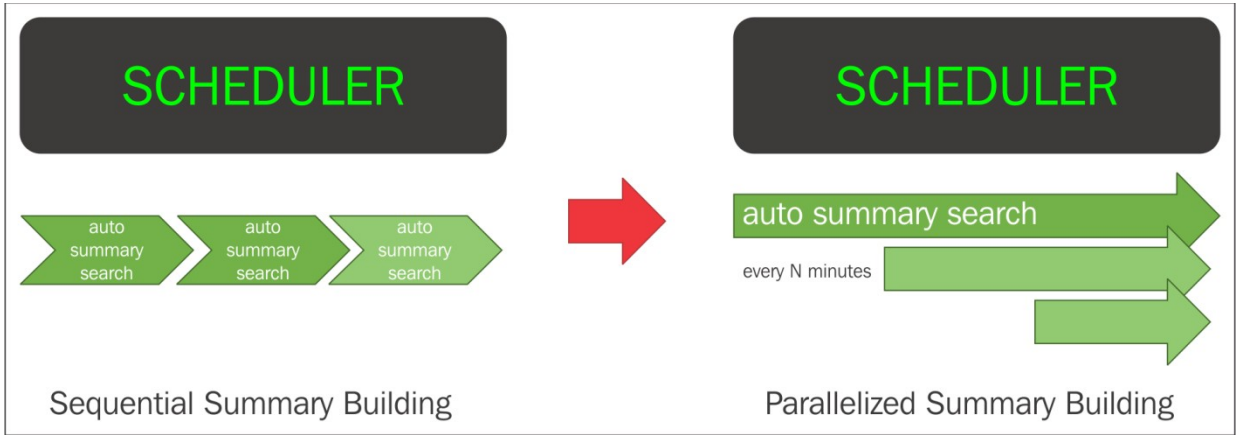 SCHEDULER
auto
summary
search
auto
summary
search
auto
summary
search
Sequential Summary Building
SCHEDULER
auto summary search
every N minutes
Parallelized Summary Building